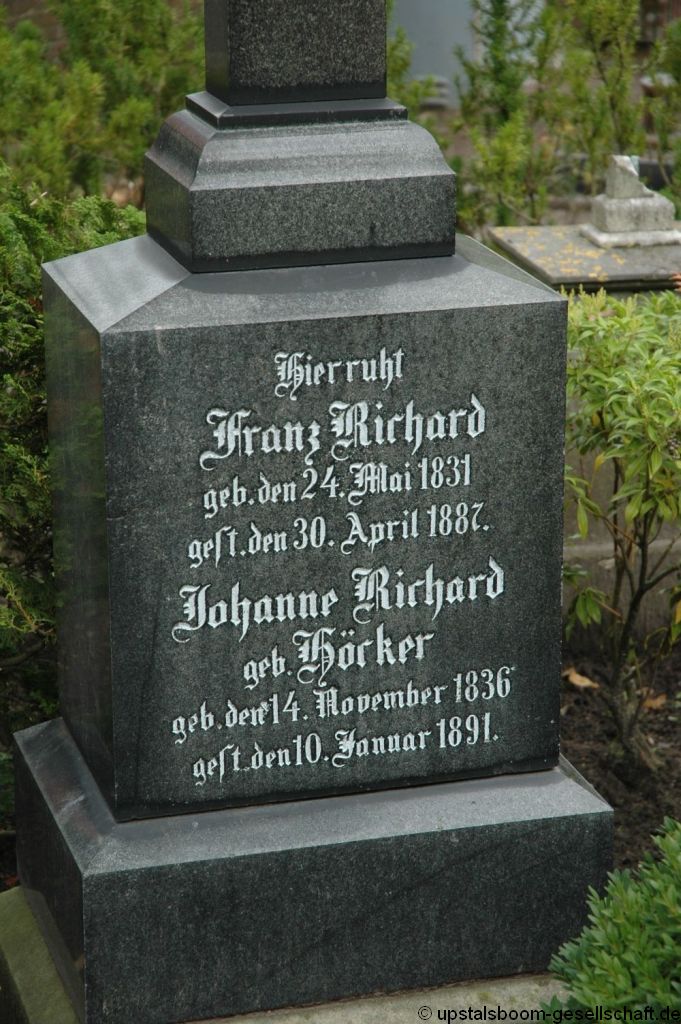 Hier ruht
Franz Richard
geb. den 24. Mai 1831
gest. den 30. April 1887.
Johanne Richard
geb. Höcker
geb. den 14. November 1836
gest. den 10. Januar 1891.
© upstalsboom-gesellschaft.de